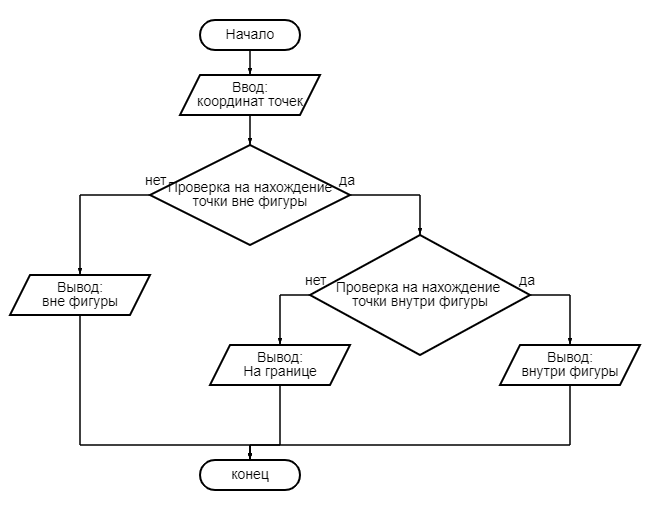 Начало
Ввод:
координат точек
нет
да
Проверка на нахождение
точки вне фигуры
нет
да
Проверка на нахождение
точки внутри фигуры
Вывод:
вне фигуры
Вывод:
На границе
Вывод:
внутри фигуры
конец